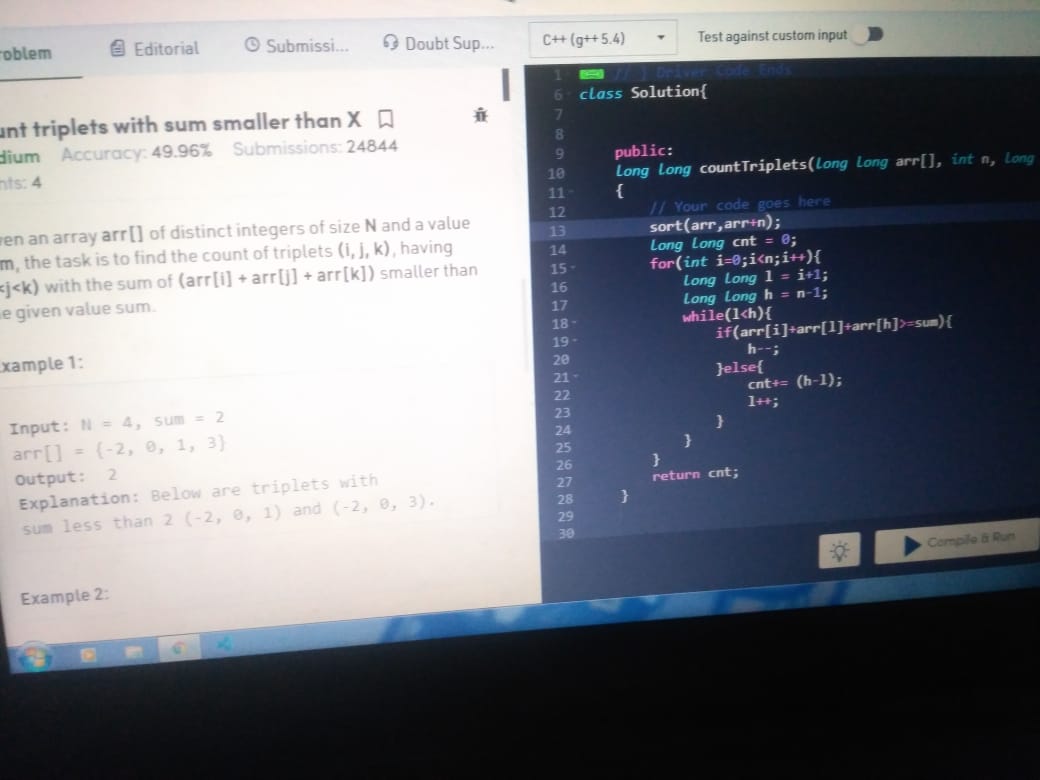 roblem
Editorial
Submissi...
Doubt Sup...
C++ (g++ 5.4)
Test against custom input
unt triplets with sum smaller than X
dium Accuracy: 49.96% Submissions: 24844
nts: 4
en an array arr[] of distinct integers of size N and a value
m, the task is to find the count of triplets (i, j, k), having
<j<k) with the sum of (arr[i] + arr[j] + arr[k]) smaller than
e given value sum.
xample 1:
Input: N = 4, sum = 2
arr[] = {-2, 0, 1, 3}
Output: 2
Explanation: Below are triplets with
sum less than 2 (-2, 0, 1) and (-2, 0, 3).
Example 2:
1 // } Driver Code Ends
6 class Solution{
7
8
9 public:
10 long long countTriplets(long long arr[], int n, long
11 {
12 // Your code goes here
13 sort(arr,arr+n);
14 long long cnt = 0;
15 for(int i=0;i<n;i++){
16 long long l = i+1;
17 long long h = n-1;
18 while(l<h){
19 if(arr[i]+arr[l]+arr[h]>=sum){
20 h--;
21 }else{
22 cnt+= (h-l);
23 l++;
24 }
25 }
26 }
27 return cnt;
28 }
29
30
Compile & Run